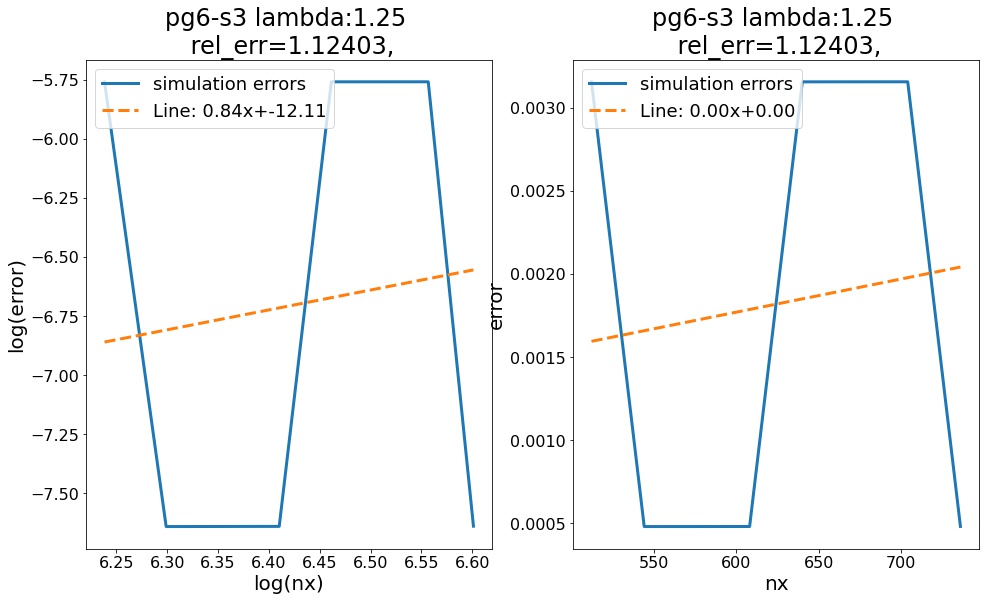 pg6-s3 lambda:1.25
rel_err=1.12403,
simulation errors
Line: 0.84x+-12.11
−5.75
−6.00
−6.25
−6.50
−6.75
−7.00
−7.25
−7.50
log(error)
6.25
6.30
6.35
6.40
6.45
6.50
6.55
6.60
log(nx)
pg6-s3 lambda:1.25
rel_err=1.12403,
simulation errors
Line: 0.00x+0.00
0.0030
0.0025
0.0020
0.0015
0.0010
0.0005
error
550
600
650
700
nx